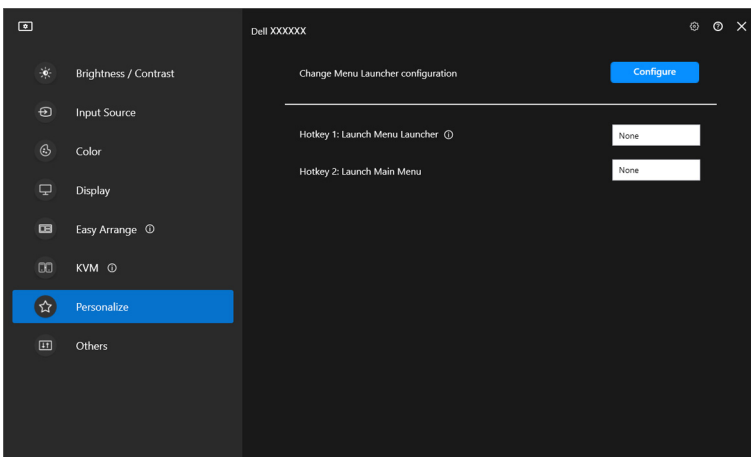 Dell XXXXXX
Brightness / Contrast
Input Source
Color
Display
Easy Arrange
KVM
Personalize
Others
Change Menu Launcher configuration
Configure
Hotkey 1: Launch Menu Launcher
None
Hotkey 2: Launch Main Menu
None